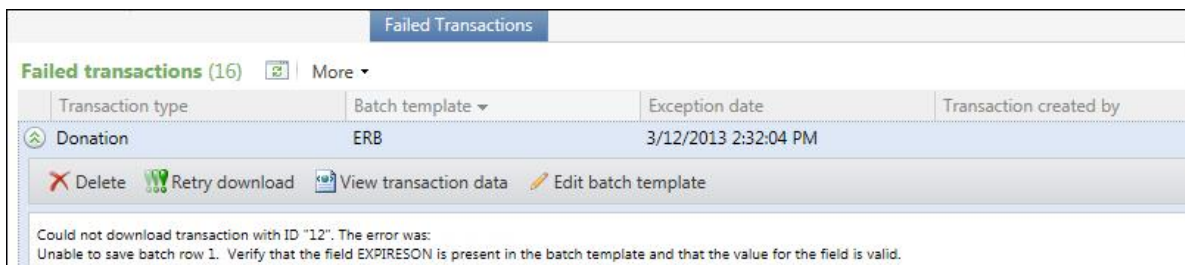 Failed Transactions
Failed transactions (16) More
Transaction type Batch template Exception date Transaction created by
Donation ERB 3/12/2013 2:32:04 PM
Delete Retry download View transaction data Edit batch template
Could not download transaction with ID "12". The error was:
Unable to save batch row 1. Verify that the field EXPIRESON is present in the batch template and that the value for the field is valid.